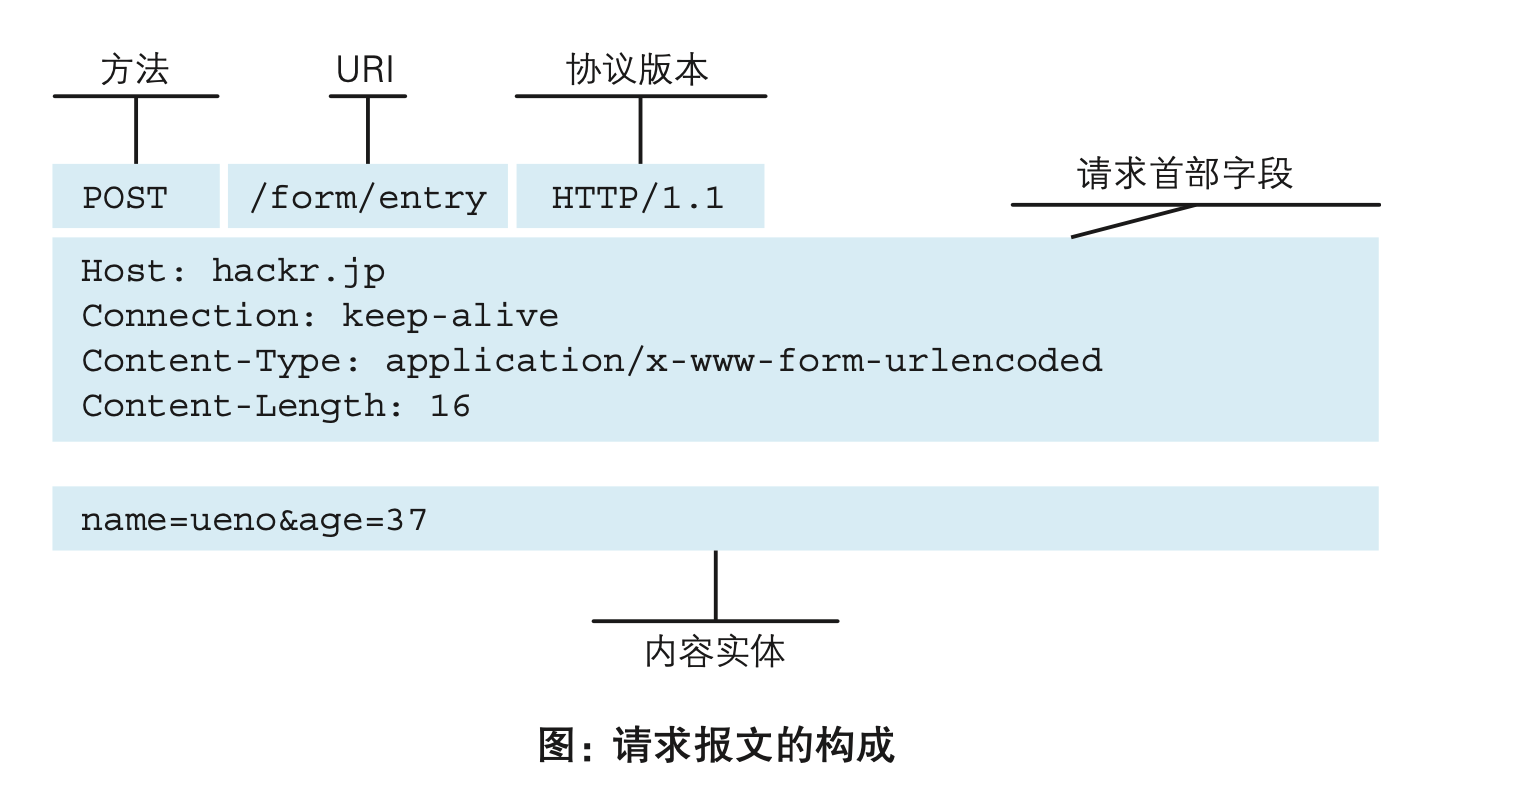 方法 URI 协议版本
请求首部字段
POST /form/entry HTTP/1.1
Host: hackr.jp
Connection: keep-alive
Content-Type: application/x-www-form-urlencoded
Content-Length: 16
name=ueno&age=37
内容实体
图：请求报文的构成